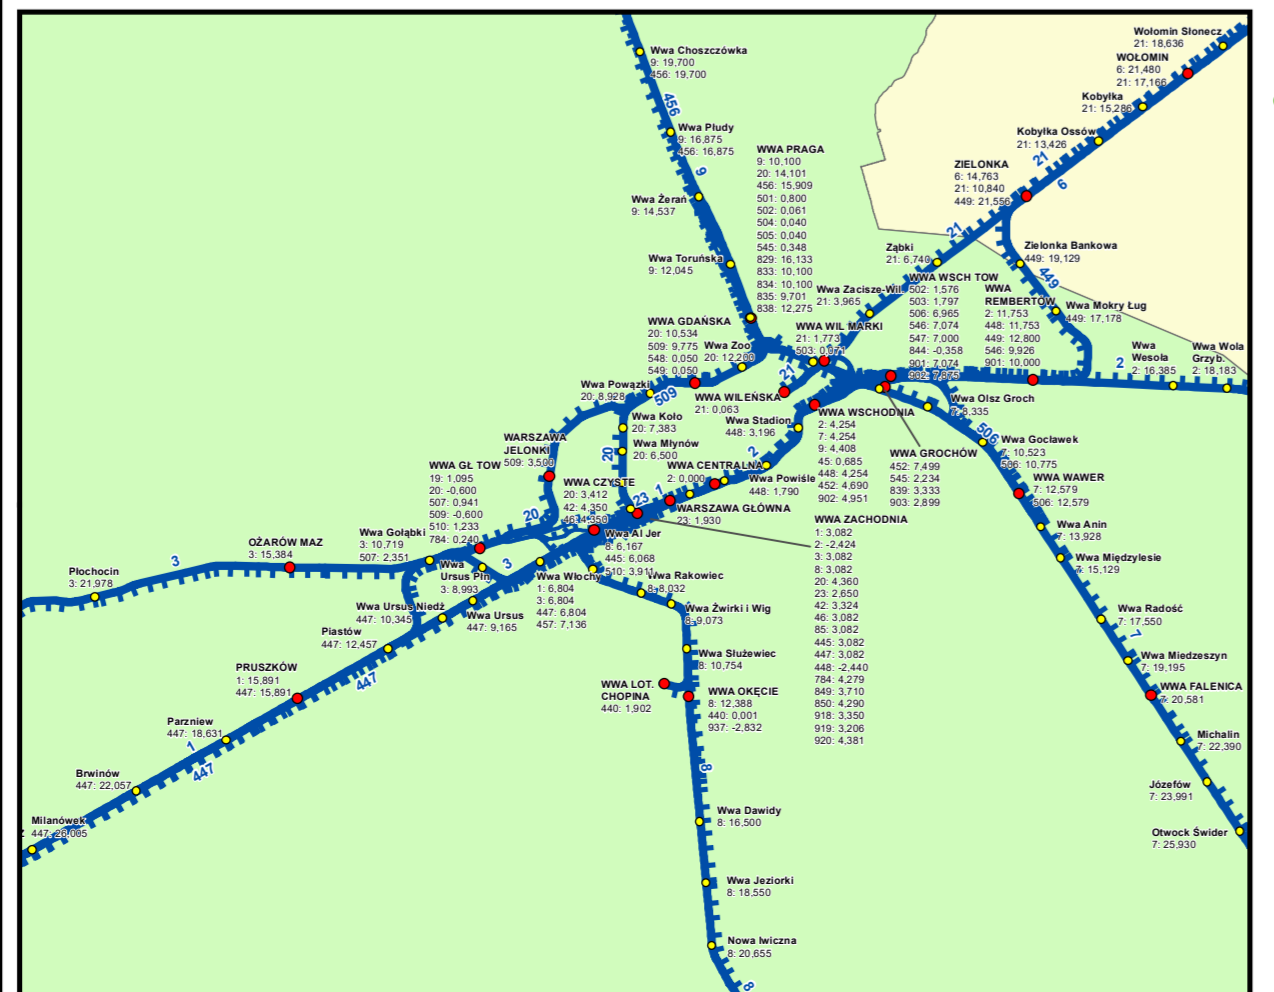 Wołomin Słonecz
21: 18,636
WOŁOMIN
6: 21,480
21: 17,166
Kobyłka
21: 15,286
Kobyłka Ossów
21: 13,426
21
6
ZIELONKA
6: 14,763
21: 10,840
449: 21,556
21
Wwa Choszczówka
9: 19,700
456: 19,700
456
Wwa Płudy
9: 16,875
456: 16,875
9
Wwa Żerań
9: 14,537
Wwa Toruńska
9: 12,045
WWA PRAGA
9: 10,100
20: 14,101
456: 15,909
501: 0,800
502: 0,061
504: 0,040
505: 0,040
545: 0,348
829: 16,133
833: 10,100
834: 10,100
835: 9,701
838: 12,275
Ząbki
21: 6,740
Zielonka Bankowa
449: 19,129
449
Wwa Mokry Ług
449: 17,178
Wwa Zacisze-Wil.
21: 3,965
WWA WSCH TOW
502: 1,576
503: 1,797
506: 6,965
546: 7,074
547: 7,000
844: -0,358
901: 7,074
902: 7,875
WWA
REMBERTÓW
2: 11,753
448: 11,753
449: 12,800
546: 9,926
901: 10,000
WWA GDAŃSKA
20: 10,534
509: 9,775
548: 0,050
549: 0,050
Wwa Zoo
20: 12,200
WWA WIL MARKI
21: 1,773
503: 0,071
21
WWA WILEŃSKA
21: 0,063
2
Wwa
Wesoła
2: 16,385
Wwa Wola
Grzyb.
2: 18,183
Wwa Powązki
20: 8,928
509
Wwa Koło
20: 7,383
Wwa Młynów
20: 6,500
20
Wwa Stadion
448: 3,196
2
WWA WSCHODNIA
2: 4,254
7: 4,254
9: 4,408
45: 0,685
448: 4,254
452: 4,690
902: 4,951
Wwa Olsz Groch
7: 8,335
506
Wwa Gocławek
7: 10,523
506: 10,775
WWA GROCHÓW
452: 7,499
545: 2,234
839: 3,333
903: 2,899
WWA WAWER
7: 12,579
506: 12,579
WARSZAWA
JELONKI
509: 3,500
WWA GŁ TOW
19: 1,095
20: -0,600
507: 0,941
509: -0,600
510: 1,233
784: 0,240
20
WWA CZYSTE
20: 3,412
42: 4,350
46: 4,350
WWA CENTRALNA
2: 0,000
Wwa Powiśle
448: 1,790
23
1
WARSZAWA GŁÓWNA
23: 1,930
WWA ZACHODNIA
1: 3,082
2: -2,424
3: 3,082
8: 3,082
20: 4,360
23: 2,650
42: 3,324
46: 3,082
85: 3,082
445: 3,082
447: 3,082
448: -2,440
784: 4,279
849: 3,710
850: 4,290
918: 3,350
919: 3,206
920: 4,381
Wwa Anin
7: 13,928
Wwa Międzylesie
7: 15,129
Wwa Radość
7: 17,550
7
Wwa Miedzeszyn
7: 19,195
WWA FALENICA
7: 20,581
Michalin
7: 22,390
Józefów
7: 23,991
Otwock Świder
7: 25,930
Wwa Gołąbki
3: 10,719
507: 2,351
OŻARÓW MAZ
3: 15,384
3
Płochocin
3: 21,978
Wwa
Ursus Płn.
3: 8,993
3
Wwa Al Jer
8: 6,167
445: 6,068
510: 3,911
Wwa Włochy
1: 6,804
3: 6,804
447: 6,804
457: 7,136
Wwa Rakowiec
8: 8,032
Wwa Żwirki i Wig
8: 9,073
Wwa Służewiec
8: 10,754
WWA LOT.
CHOPINA
440: 1,902
WWA OKĘCIE
8: 12,388
440: 0,001
937: -2,832
8
Wwa Dawidy
8: 16,500
Wwa Jeziorki
8: 18,550
Nowa Iwiczna
8: 20,655
8
Wwa Ursus Niedź
447: 10,345
Wwa Ursus
447: 9,165
Piastów
447: 12,457
PRUSZKÓW
1: 15,891
447: 15,891
447
Parzniew
447: 18,631
1
447
Brwinów
447: 22,057
Milanówek
447: 26,005